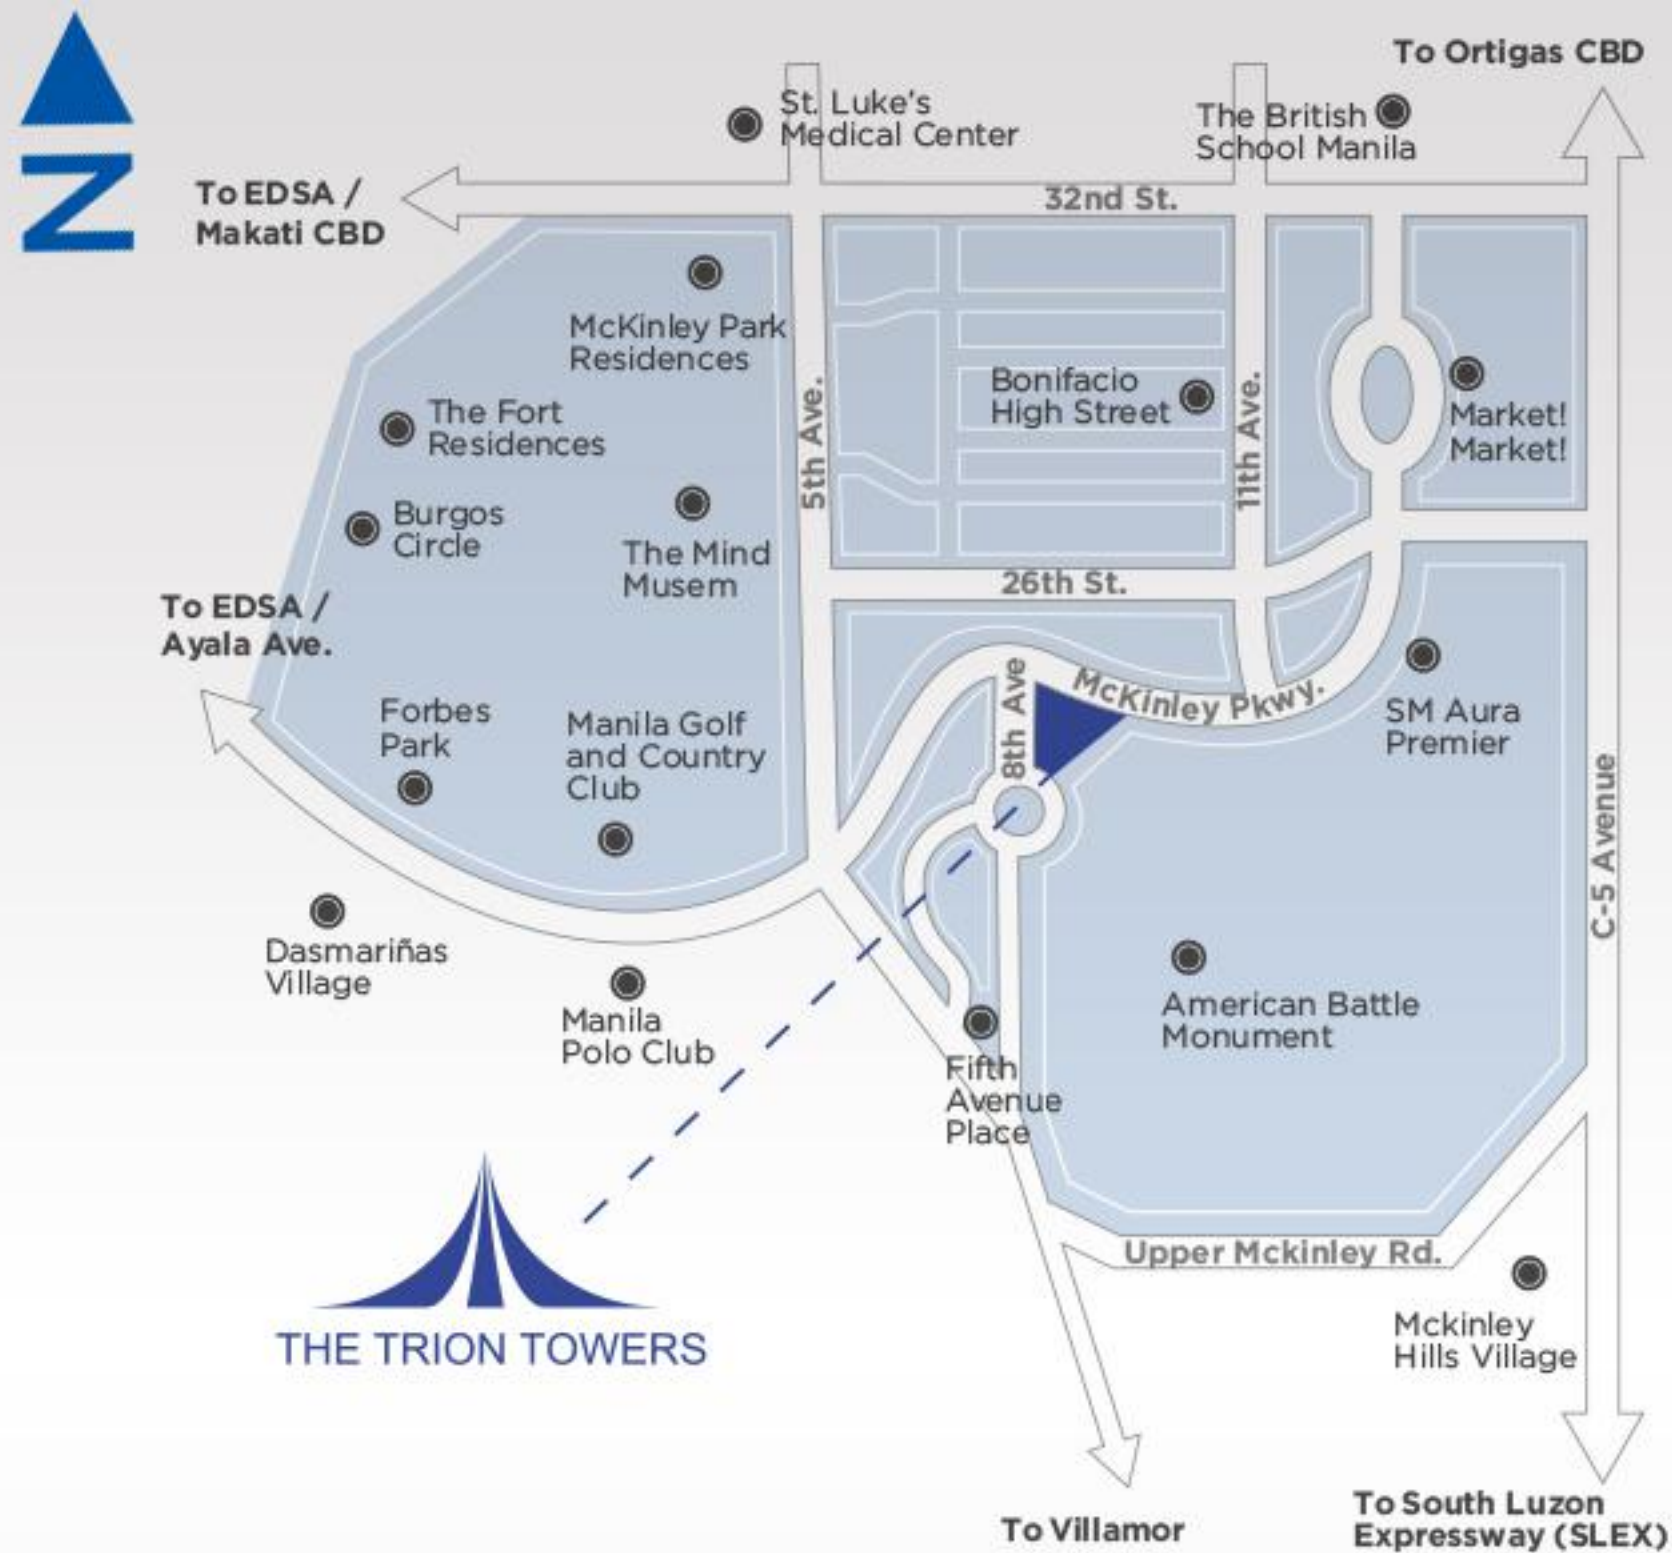 To Ortigas CBD
St. Luke's
Medical Center
The British
School Manila
N
To EDSA /
Makati CBD
32nd St.
McKinley Park
Residences
The Fort
Residences
Burgos
Circle
The Mind
Musem
5th Ave.
Bonifacio
High Street
11th Ave.
Market!
Market!
26th St.
To EDSA /
Ayala Ave.
Forbes
Park
Manila Golf
and Country
Club
8th Ave
McKinley Pkwy.
SM Aura
Premier
C-5 Avenue
Dasmariñas
Village
Manila
Polo Club
American Battle
Monument
Fifth
Avenue
Place
Upper Mckinley Rd.
THE TRION TOWERS
Mckinley
Hills Village
To Villamor
To South Luzon
Expressway (SLEX)